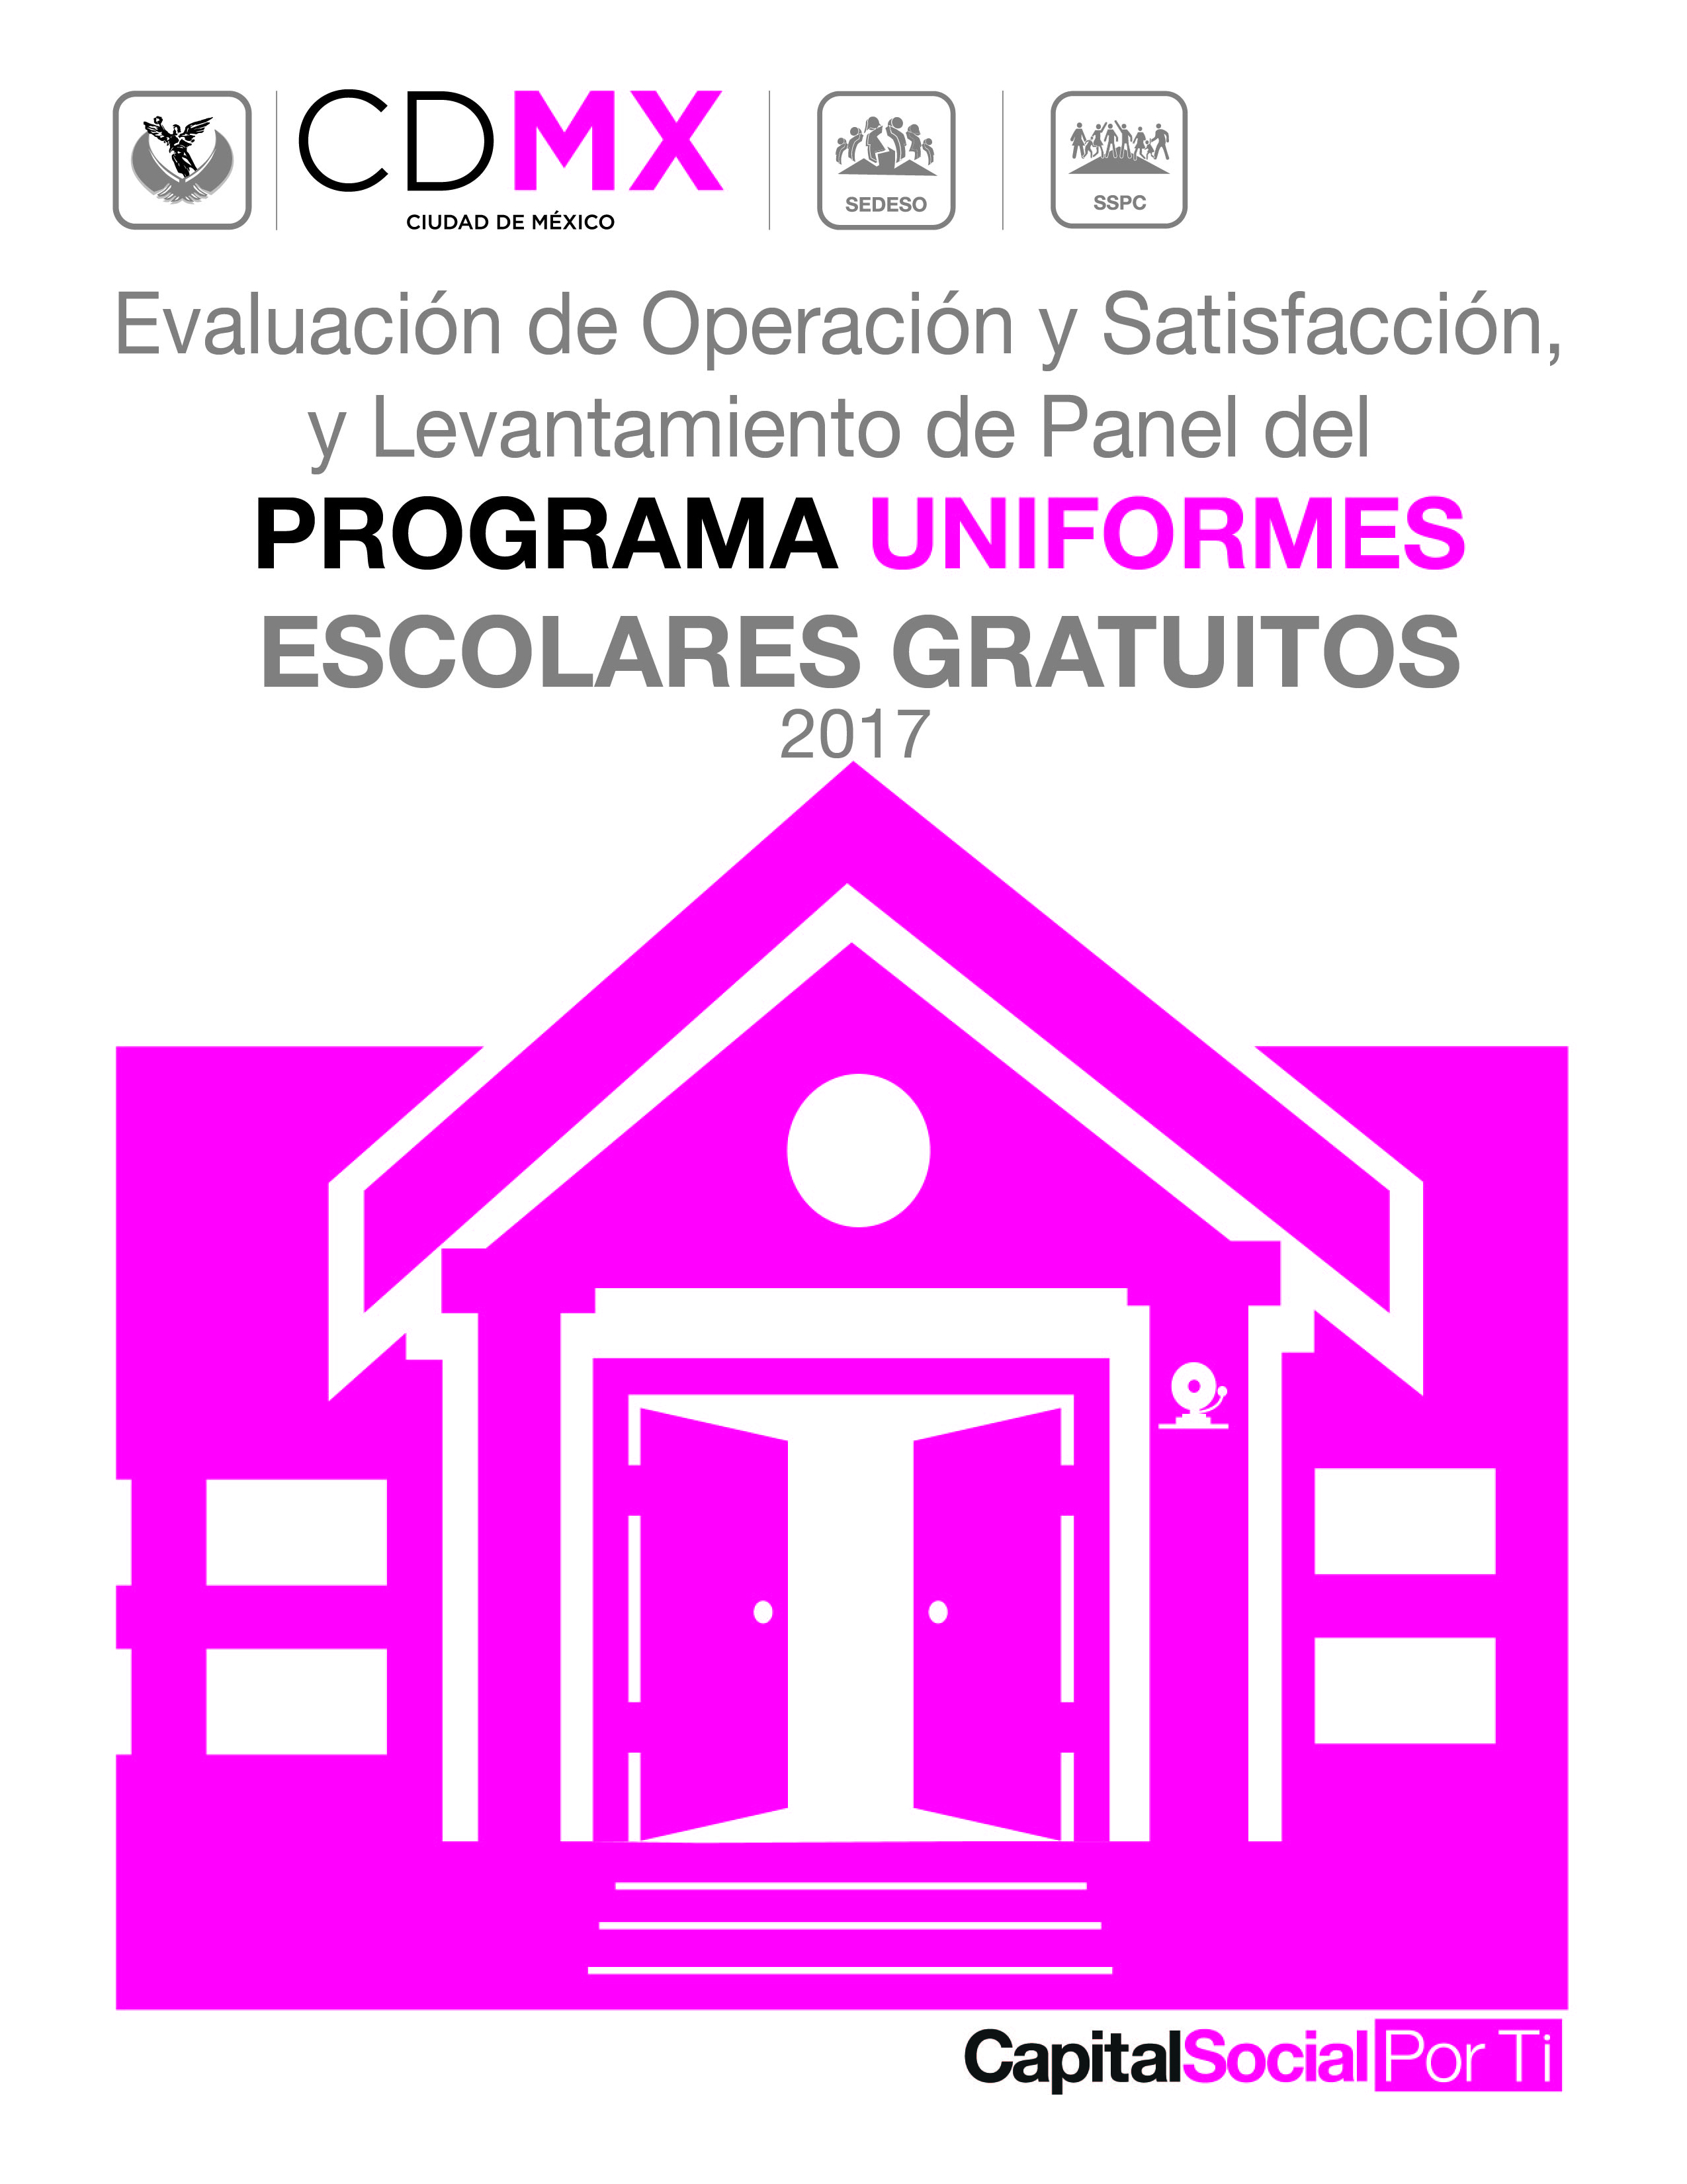 CDMX
CIUDAD DE MÉXICO
SEDESO
SSPC
Evaluación de Operación y Satisfacción,
y Levantamiento de Panel del
PROGRAMA UNIFORMES
ESCOLARES GRATUITOS
2017
CapitalSocial Por Ti